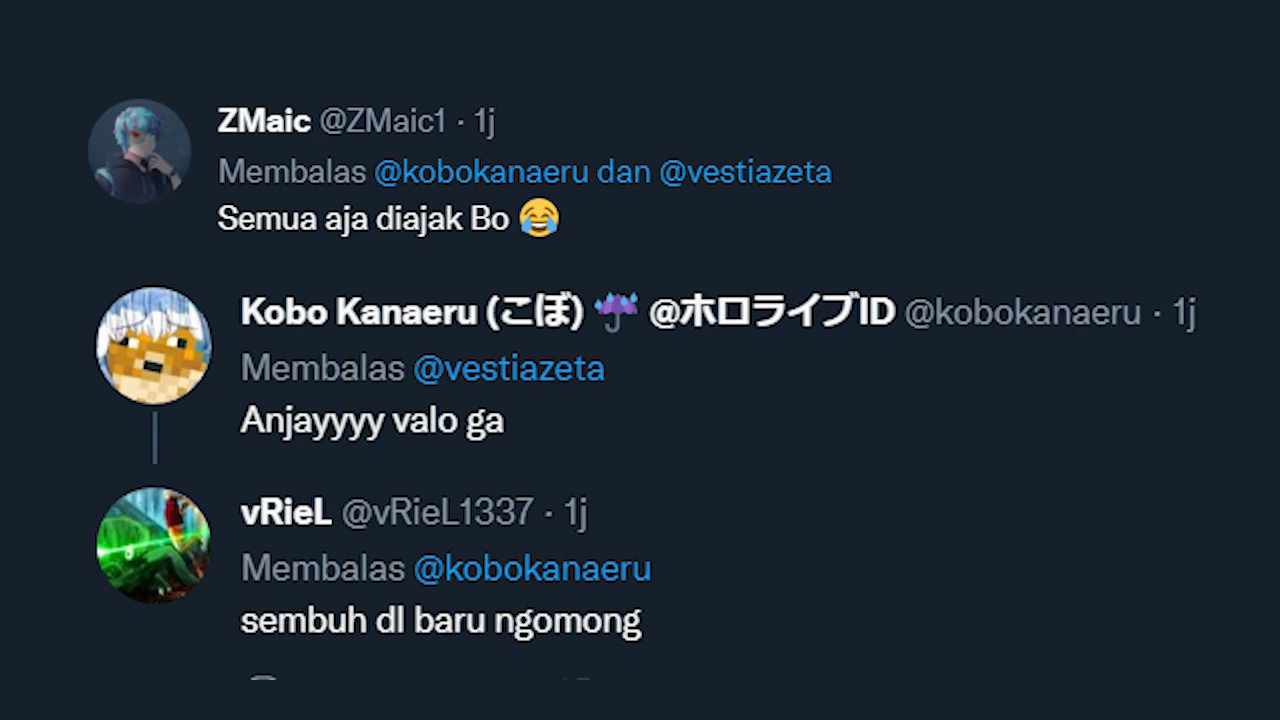 ZMaic @ZMaic1 · 1j
Membalas @kobokanaeru dan @vestiazeta
Semua aja diajak Bo 😂
Kobo Kanaeru (こぼ) ☔ @ホロライブID @kobokanaeru · 1j
Membalas @vestiazeta
Anjayyyy valo ga
vRieL @vRieL1337 · 1j
Membalas @kobokanaeru
sembuh dl baru ngomong